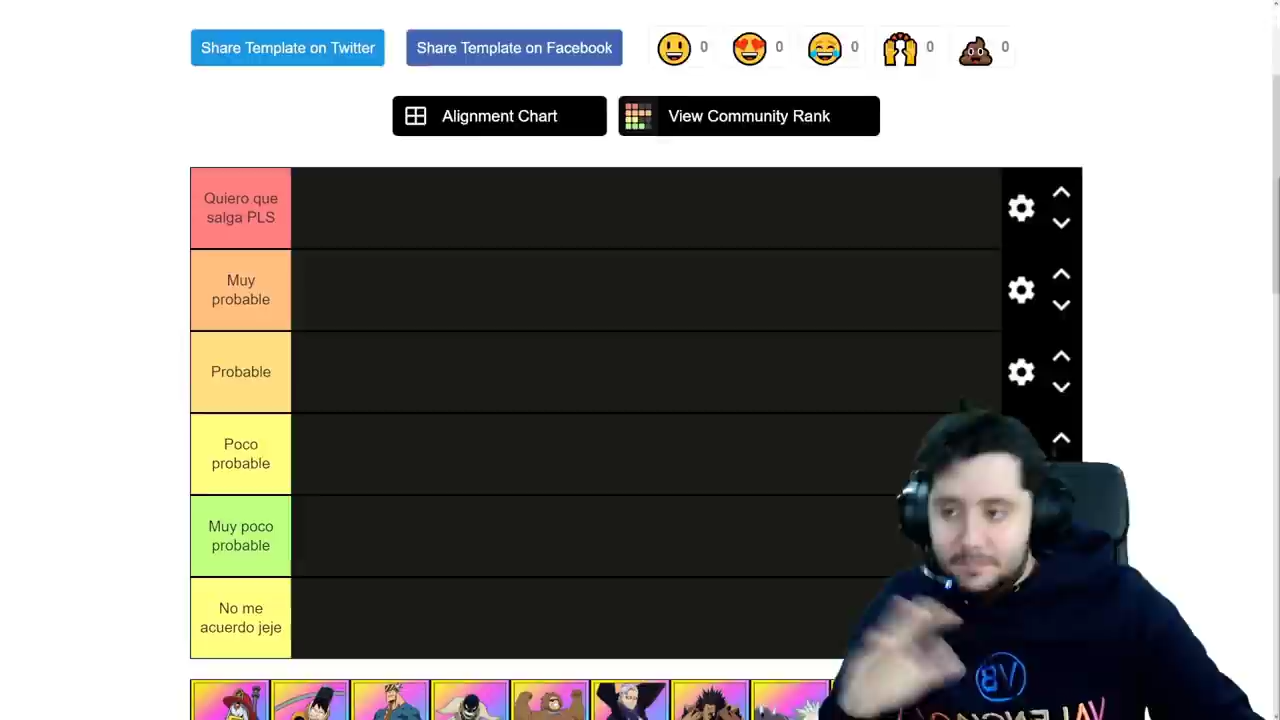 Share Template on Twitter
Share Template on Facebook
0
0
0
0
0
Alignment Chart
View Community Rank
Quiero que
salga PLS
Muy
probable
Probable
Poco
probable
Muy poco
probable
No me
acuerdo jeje
VB